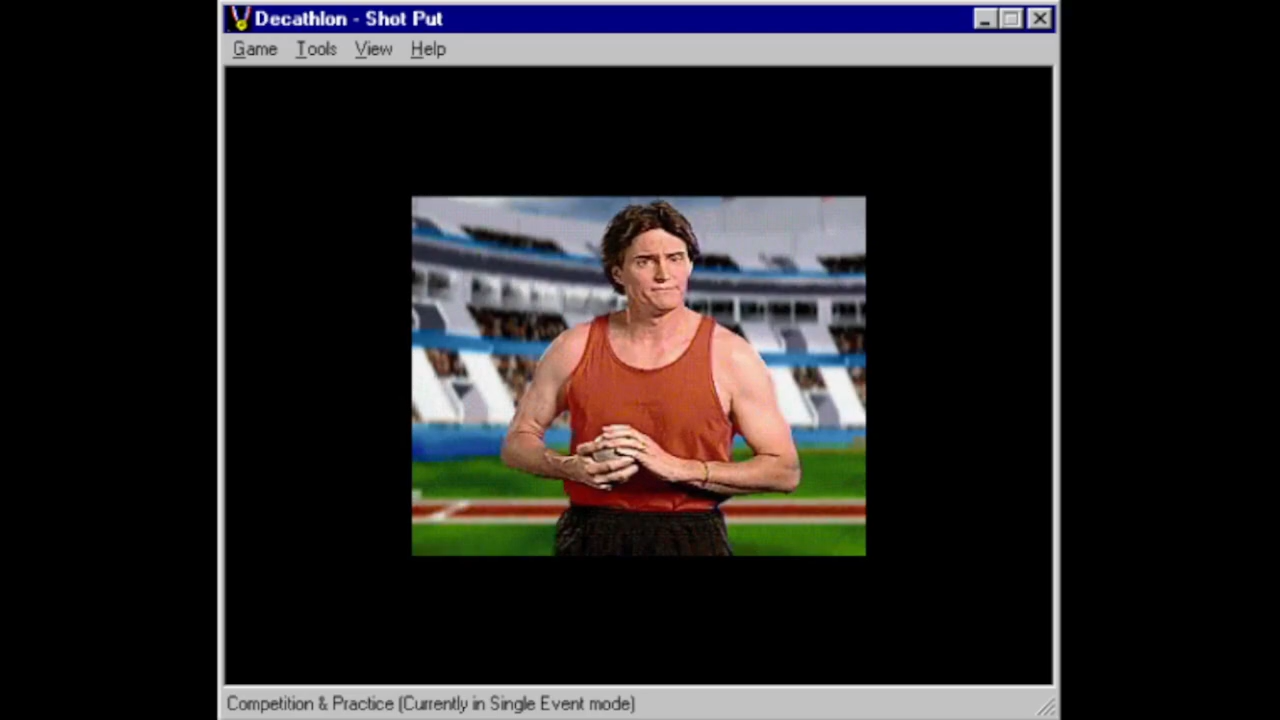 Decathlon - Shot Put
Game Tools View Help
Competition & Practice (Currently in Single Event mode)